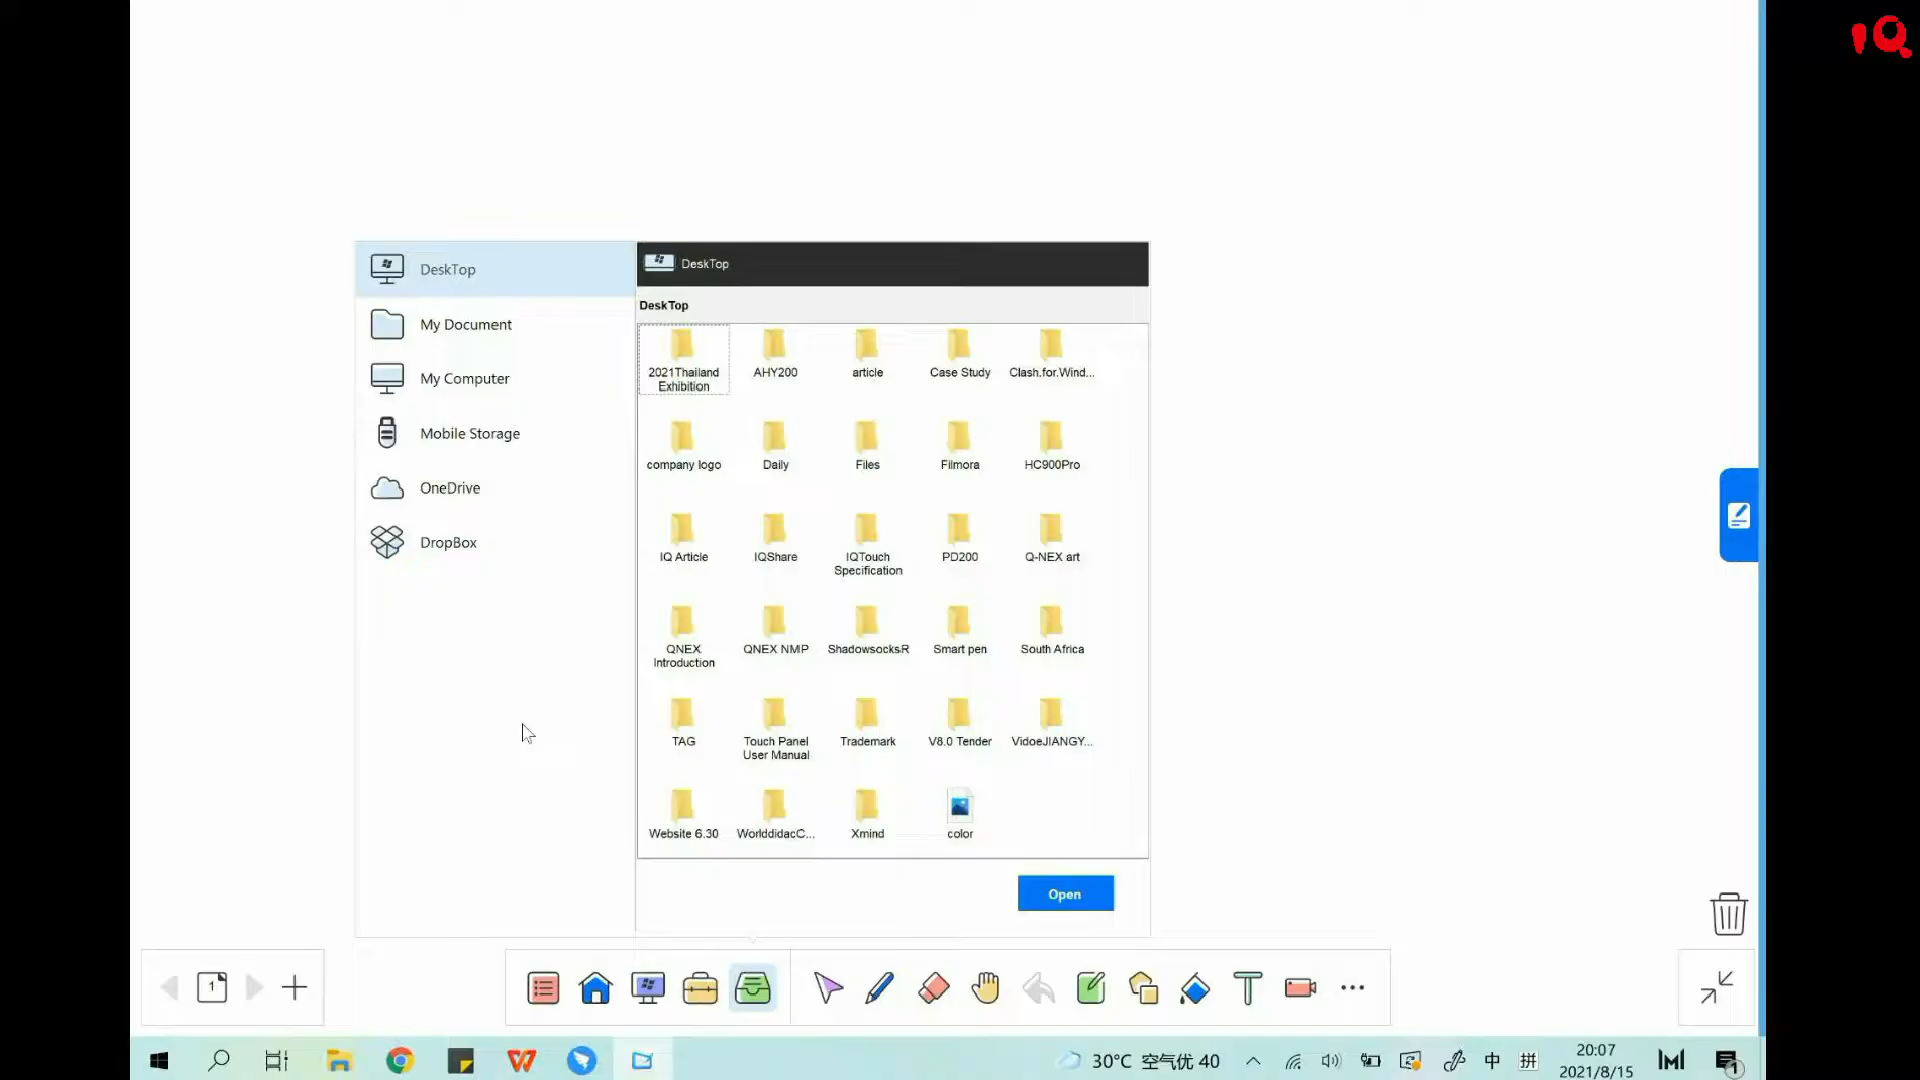 IQ
DeskTop
My Document
My Computer
Mobile Storage
OneDrive
DropBox
DeskTop
DeskTop
2021Thailand
Exhibition
AHY200
article
Case Study
Clash.for.Wind...
company logo
Daily
Files
Filmora
HC900Pro
IQ Article
IQShare
IQTouch
Specification
PD200
Q-NEX art
QNEX
Introduction
QNEX NMP
ShadowsocksR
Smart pen
South Africa
TAG
Touch Panel
User Manual
Trademark
V8.0 Tender
VidoeJIANGY...
Website 6.30
WorlddidacC...
Xmind
color
Open
1
30°C 空气优 40
中
拼
20:07
2021/8/15
1